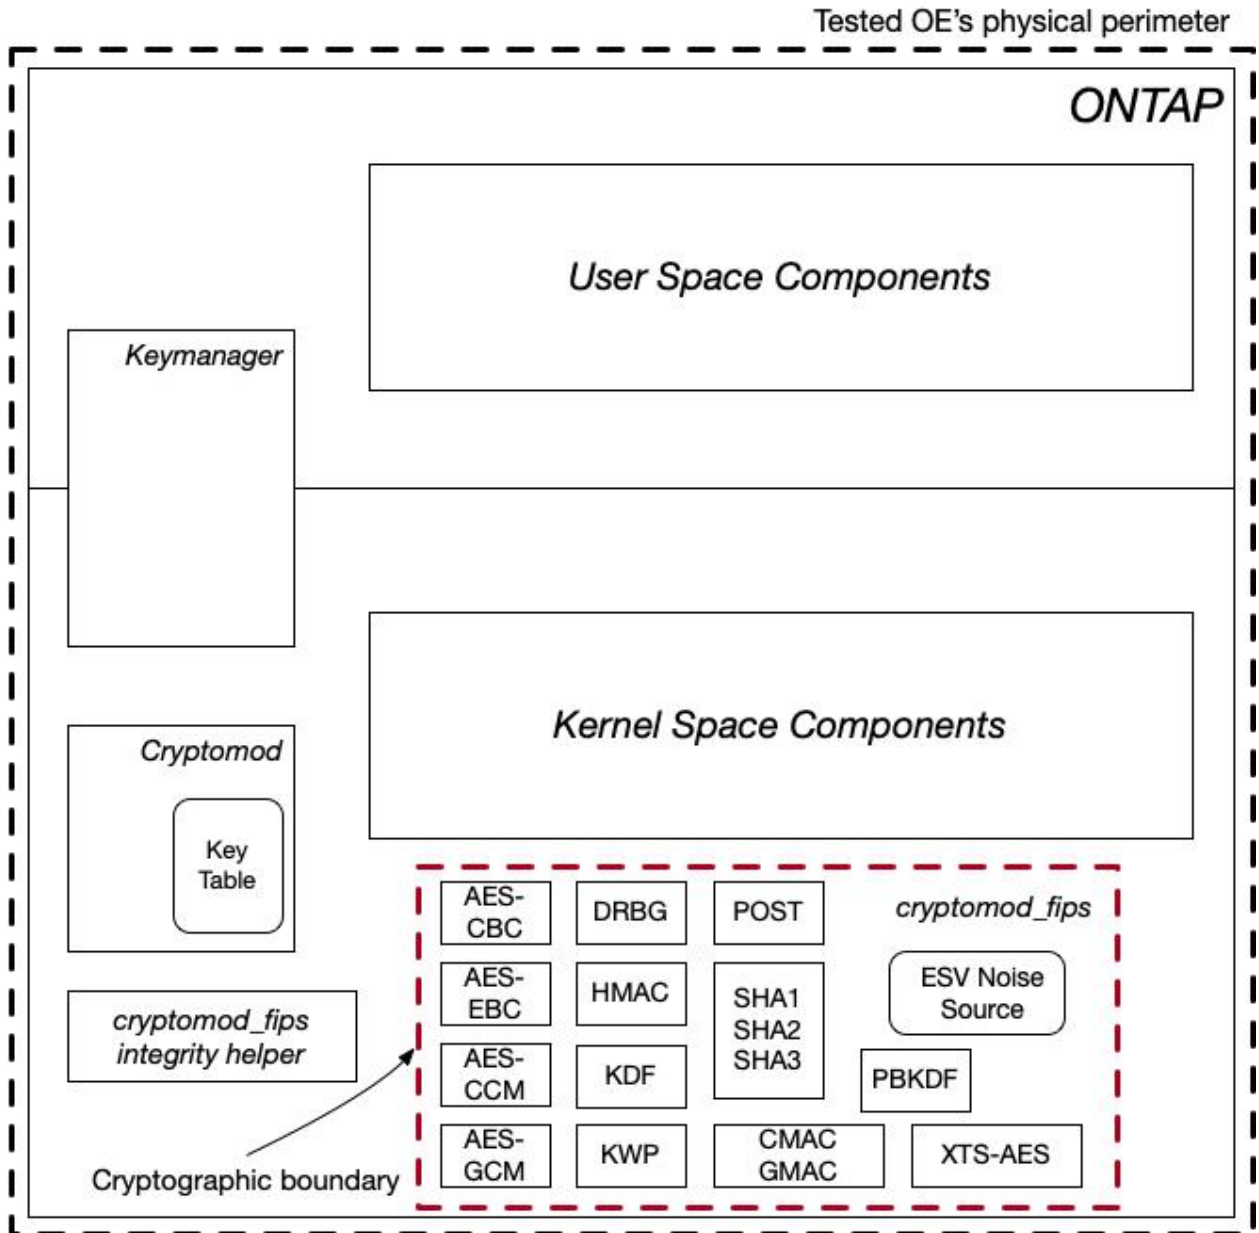 Tested OE's physical perimeter
ONTAP
User Space Components
Keymanager
Kernel Space Components
Cryptomod
Key
Table
cryptomod_fips
integrity helper
Cryptographic boundary
cryptomod_fips
AES-
CBC
DRBG
POST
AES-
EBC
HMAC
SHA1
SHA2
SHA3
ESV Noise
Source
AES-
CCM
KDF
PBKDF
AES-
GCM
KWP
CMAC
GMAC
XTS-AES